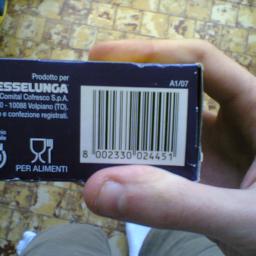 Prodotto per
ESSELUNGA
Comital Cofresco S.p.A.
0 - 10088 Volpiano (TO).
e confezione registrati.
A1/07
8 002330 024451
PER ALIMENTI